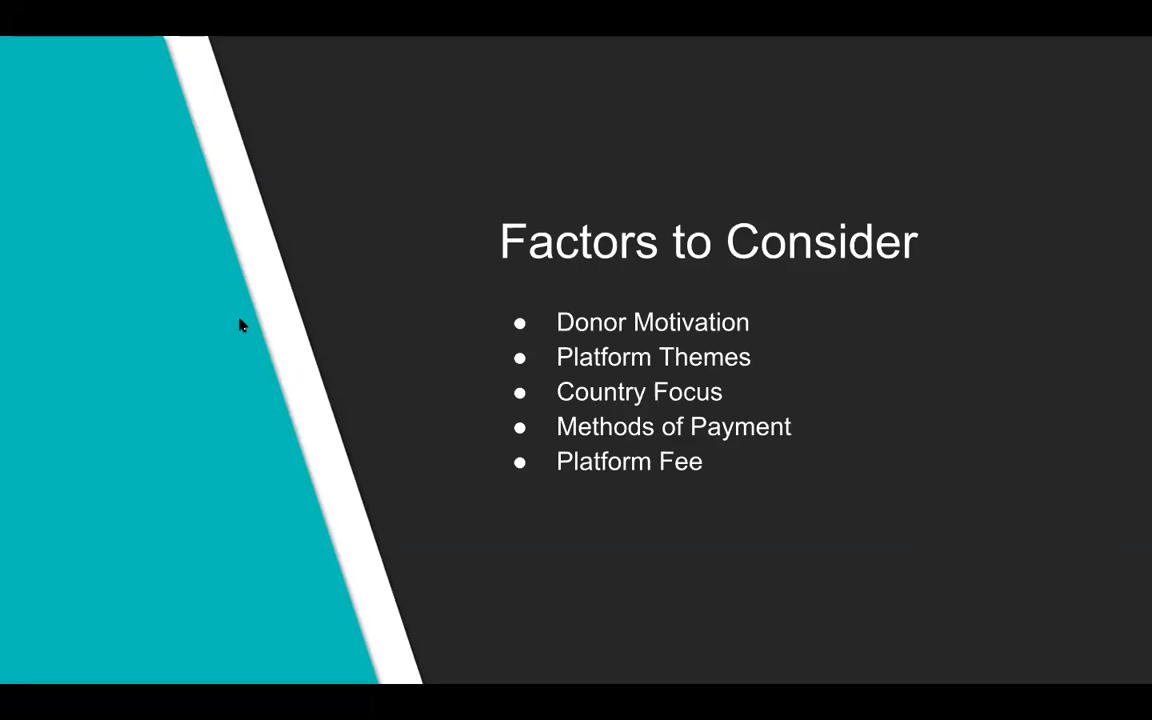 Factors to Consider
● Donor Motivation
● Platform Themes
● Country Focus
● Methods of Payment
● Platform Fee